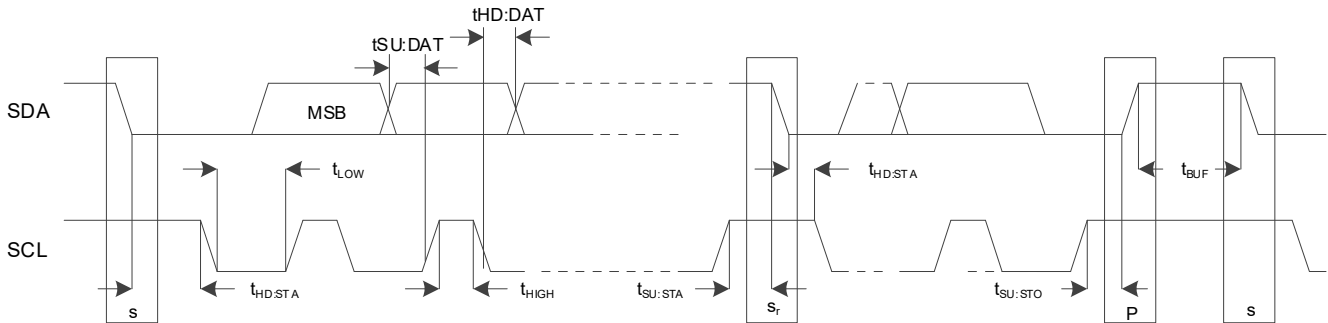 tHD:DAT
tSU:DAT
SDA
MSB
tLOW
tHD:STA
tBUF
SCL
tHD:STA
tHIGH
tSU:STA
tSU:STO
s
sr
P
s